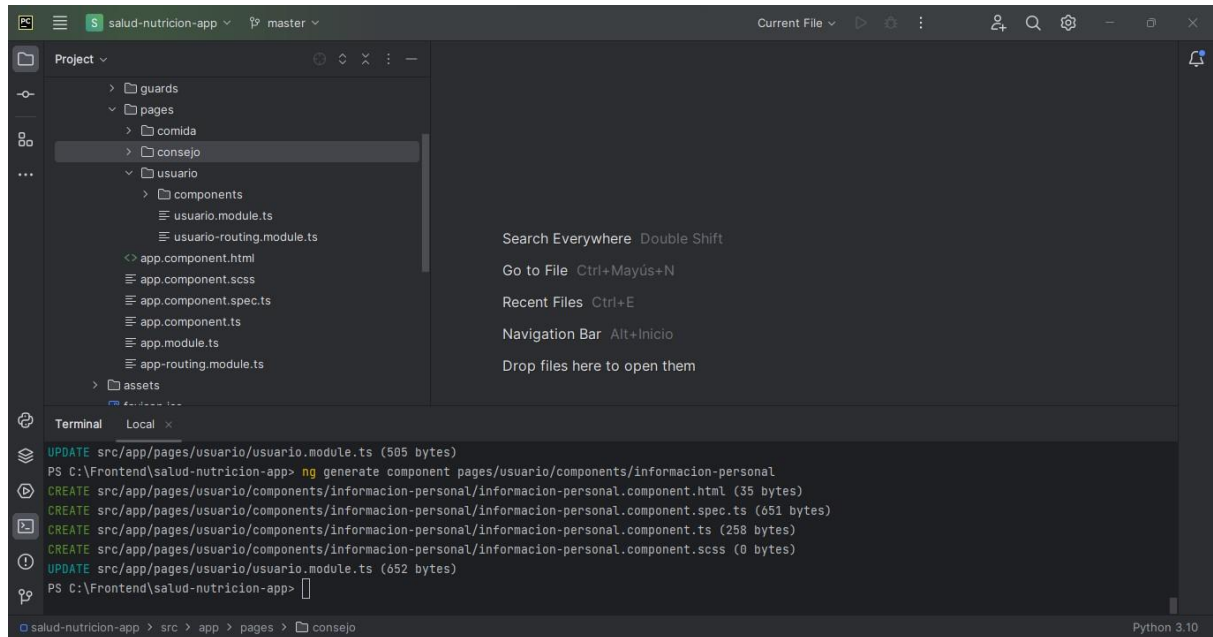 PC S salud-nutricion-app master Current File
Project
guards
pages
comida
consejo
usuario
components
usuario.module.ts
usuario-routing.module.ts
<> app.component.html
app.component.scss
app.component.spec.ts
app.component.ts
app.module.ts
app-routing.module.ts
assets
Search Everywhere Double Shift
Go to File Ctrl+Mayús+N
Recent Files Ctrl+E
Navigation Bar Alt+Inicio
Drop files here to open them
Terminal Local
UPDATE src/app/pages/usuario/usuario.module.ts (505 bytes)
PS C:\Frontend\salud-nutricion-app> ng generate component pages/usuario/components/informacion-personal
CREATE src/app/pages/usuario/components/informacion-personal/informacion-personal.component.html (35 bytes)
CREATE src/app/pages/usuario/components/informacion-personal/informacion-personal.component.spec.ts (651 bytes)
CREATE src/app/pages/usuario/components/informacion-personal/informacion-personal.component.ts (258 bytes)
CREATE src/app/pages/usuario/components/informacion-personal/informacion-personal.component.scss (0 bytes)
UPDATE src/app/pages/usuario/usuario.module.ts (652 bytes)
PS C:\Frontend\salud-nutricion-app>
salud-nutricion-app > src > app > pages > consejo Python 3.10